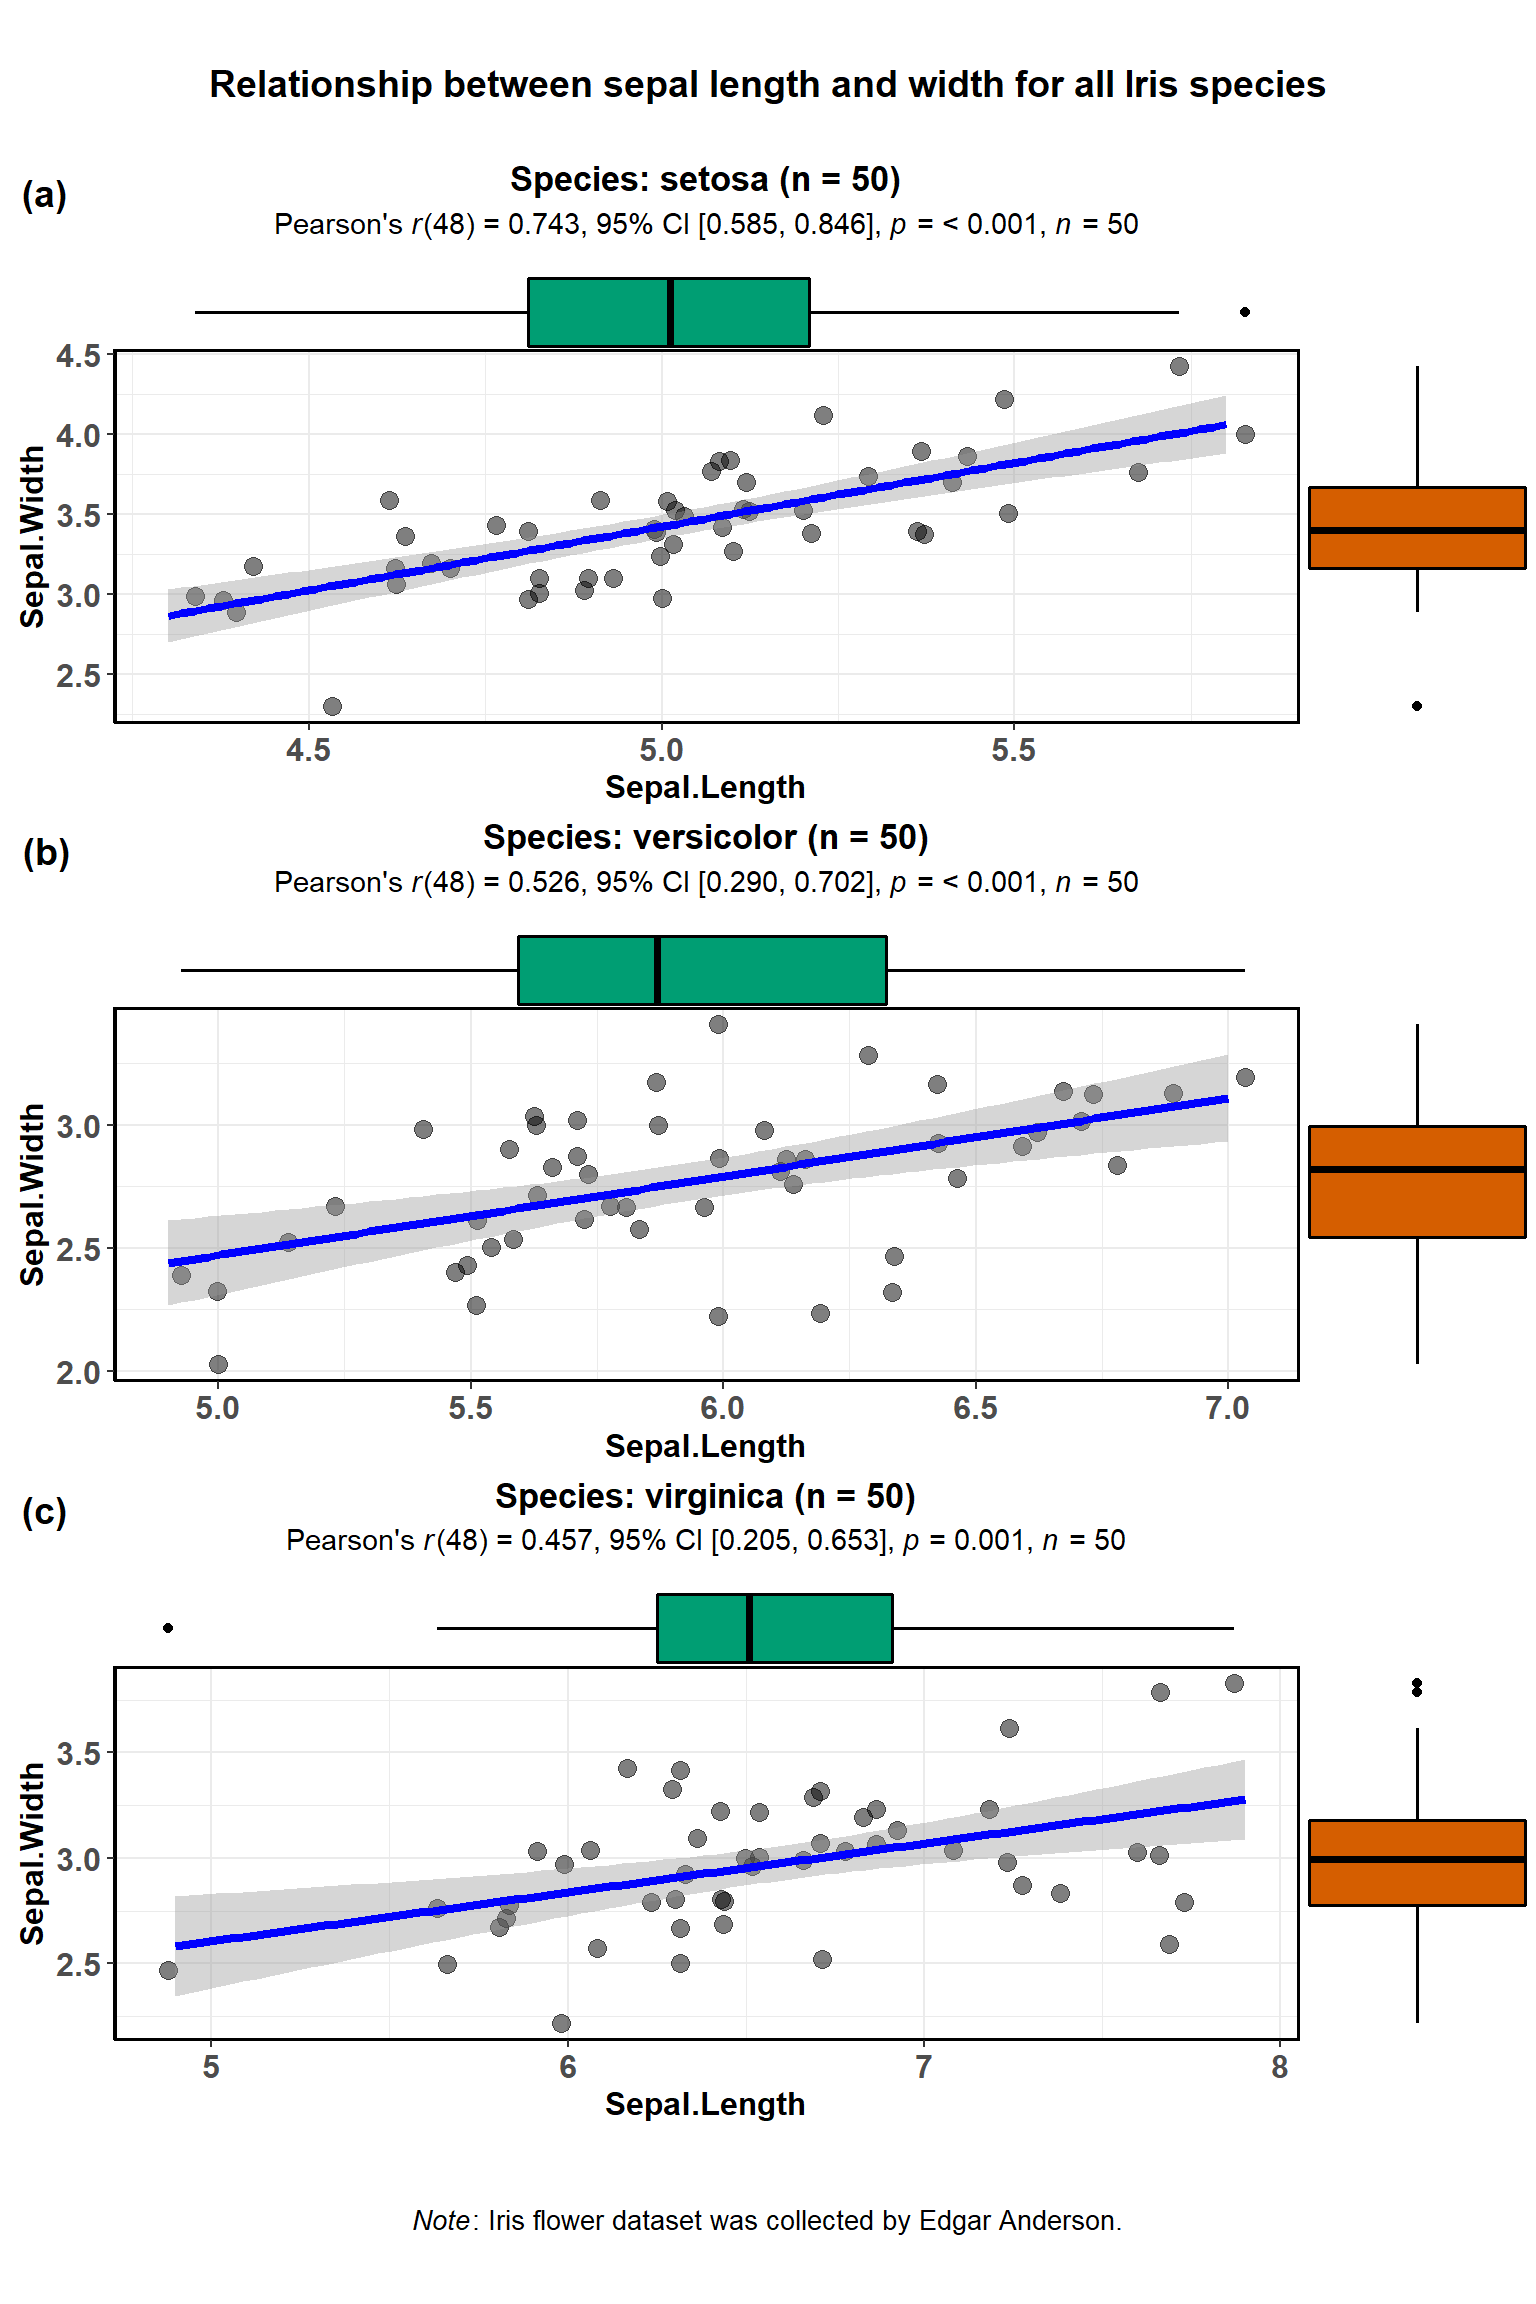 Relationship between sepal length and width for all Iris species
(a)
Species: setosa (n = 50)
Pearson's r(48) = 0.743, 95% CI [0.585, 0.846], p = < 0.001, n = 50
4.5
4.0
3.5
3.0
2.5
Sepal.Width
4.5 5.0 5.5
Sepal.Length
(b)
Species: versicolor (n = 50)
Pearson's r(48) = 0.526, 95% CI [0.290, 0.702], p = < 0.001, n = 50
3.0
2.5
2.0
Sepal.Width
5.0 5.5 6.0 6.5 7.0
Sepal.Length
(c)
Species: virginica (n = 50)
Pearson's r(48) = 0.457, 95% CI [0.205, 0.653], p = 0.001, n = 50
3.5
3.0
2.5
Sepal.Width
5 6 7 8
Sepal.Length
Note: Iris flower dataset was collected by Edgar Anderson.